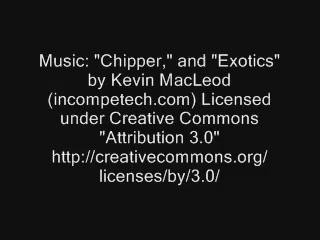 Music: "Chipper," and "Exotics"
by Kevin MacLeod
(incompetech.com) Licensed
under Creative Commons
"Attribution 3.0"
http://creativecommons.org/
licenses/by/3.0/